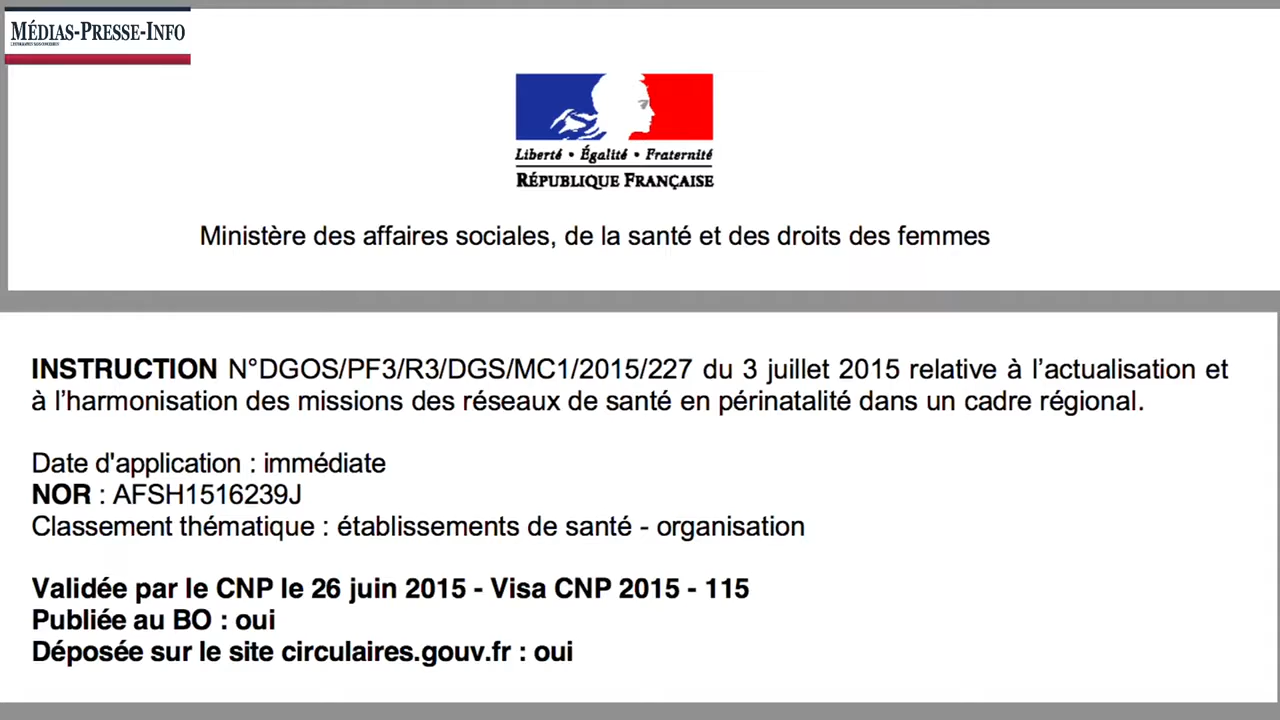 MÉDIAS-PRESSE-INFO
Liberté • Égalité • Fraternité
RÉPUBLIQUE FRANÇAISE
Ministère des affaires sociales, de la santé et des droits des femmes
INSTRUCTION N°DGOS/PF3/R3/DGS/MC1/2015/227 du 3 juillet 2015 relative à l’actualisation et
à l’harmonisation des missions des réseaux de santé en périnatalité dans un cadre régional.
Date d'application : immédiate
NOR : AFSH1516239J
Classement thématique : établissements de santé - organisation
Validée par le CNP le 26 juin 2015 - Visa CNP 2015 - 115
Publiée au BO : oui
Déposée sur le site circulaires.gouv.fr : oui